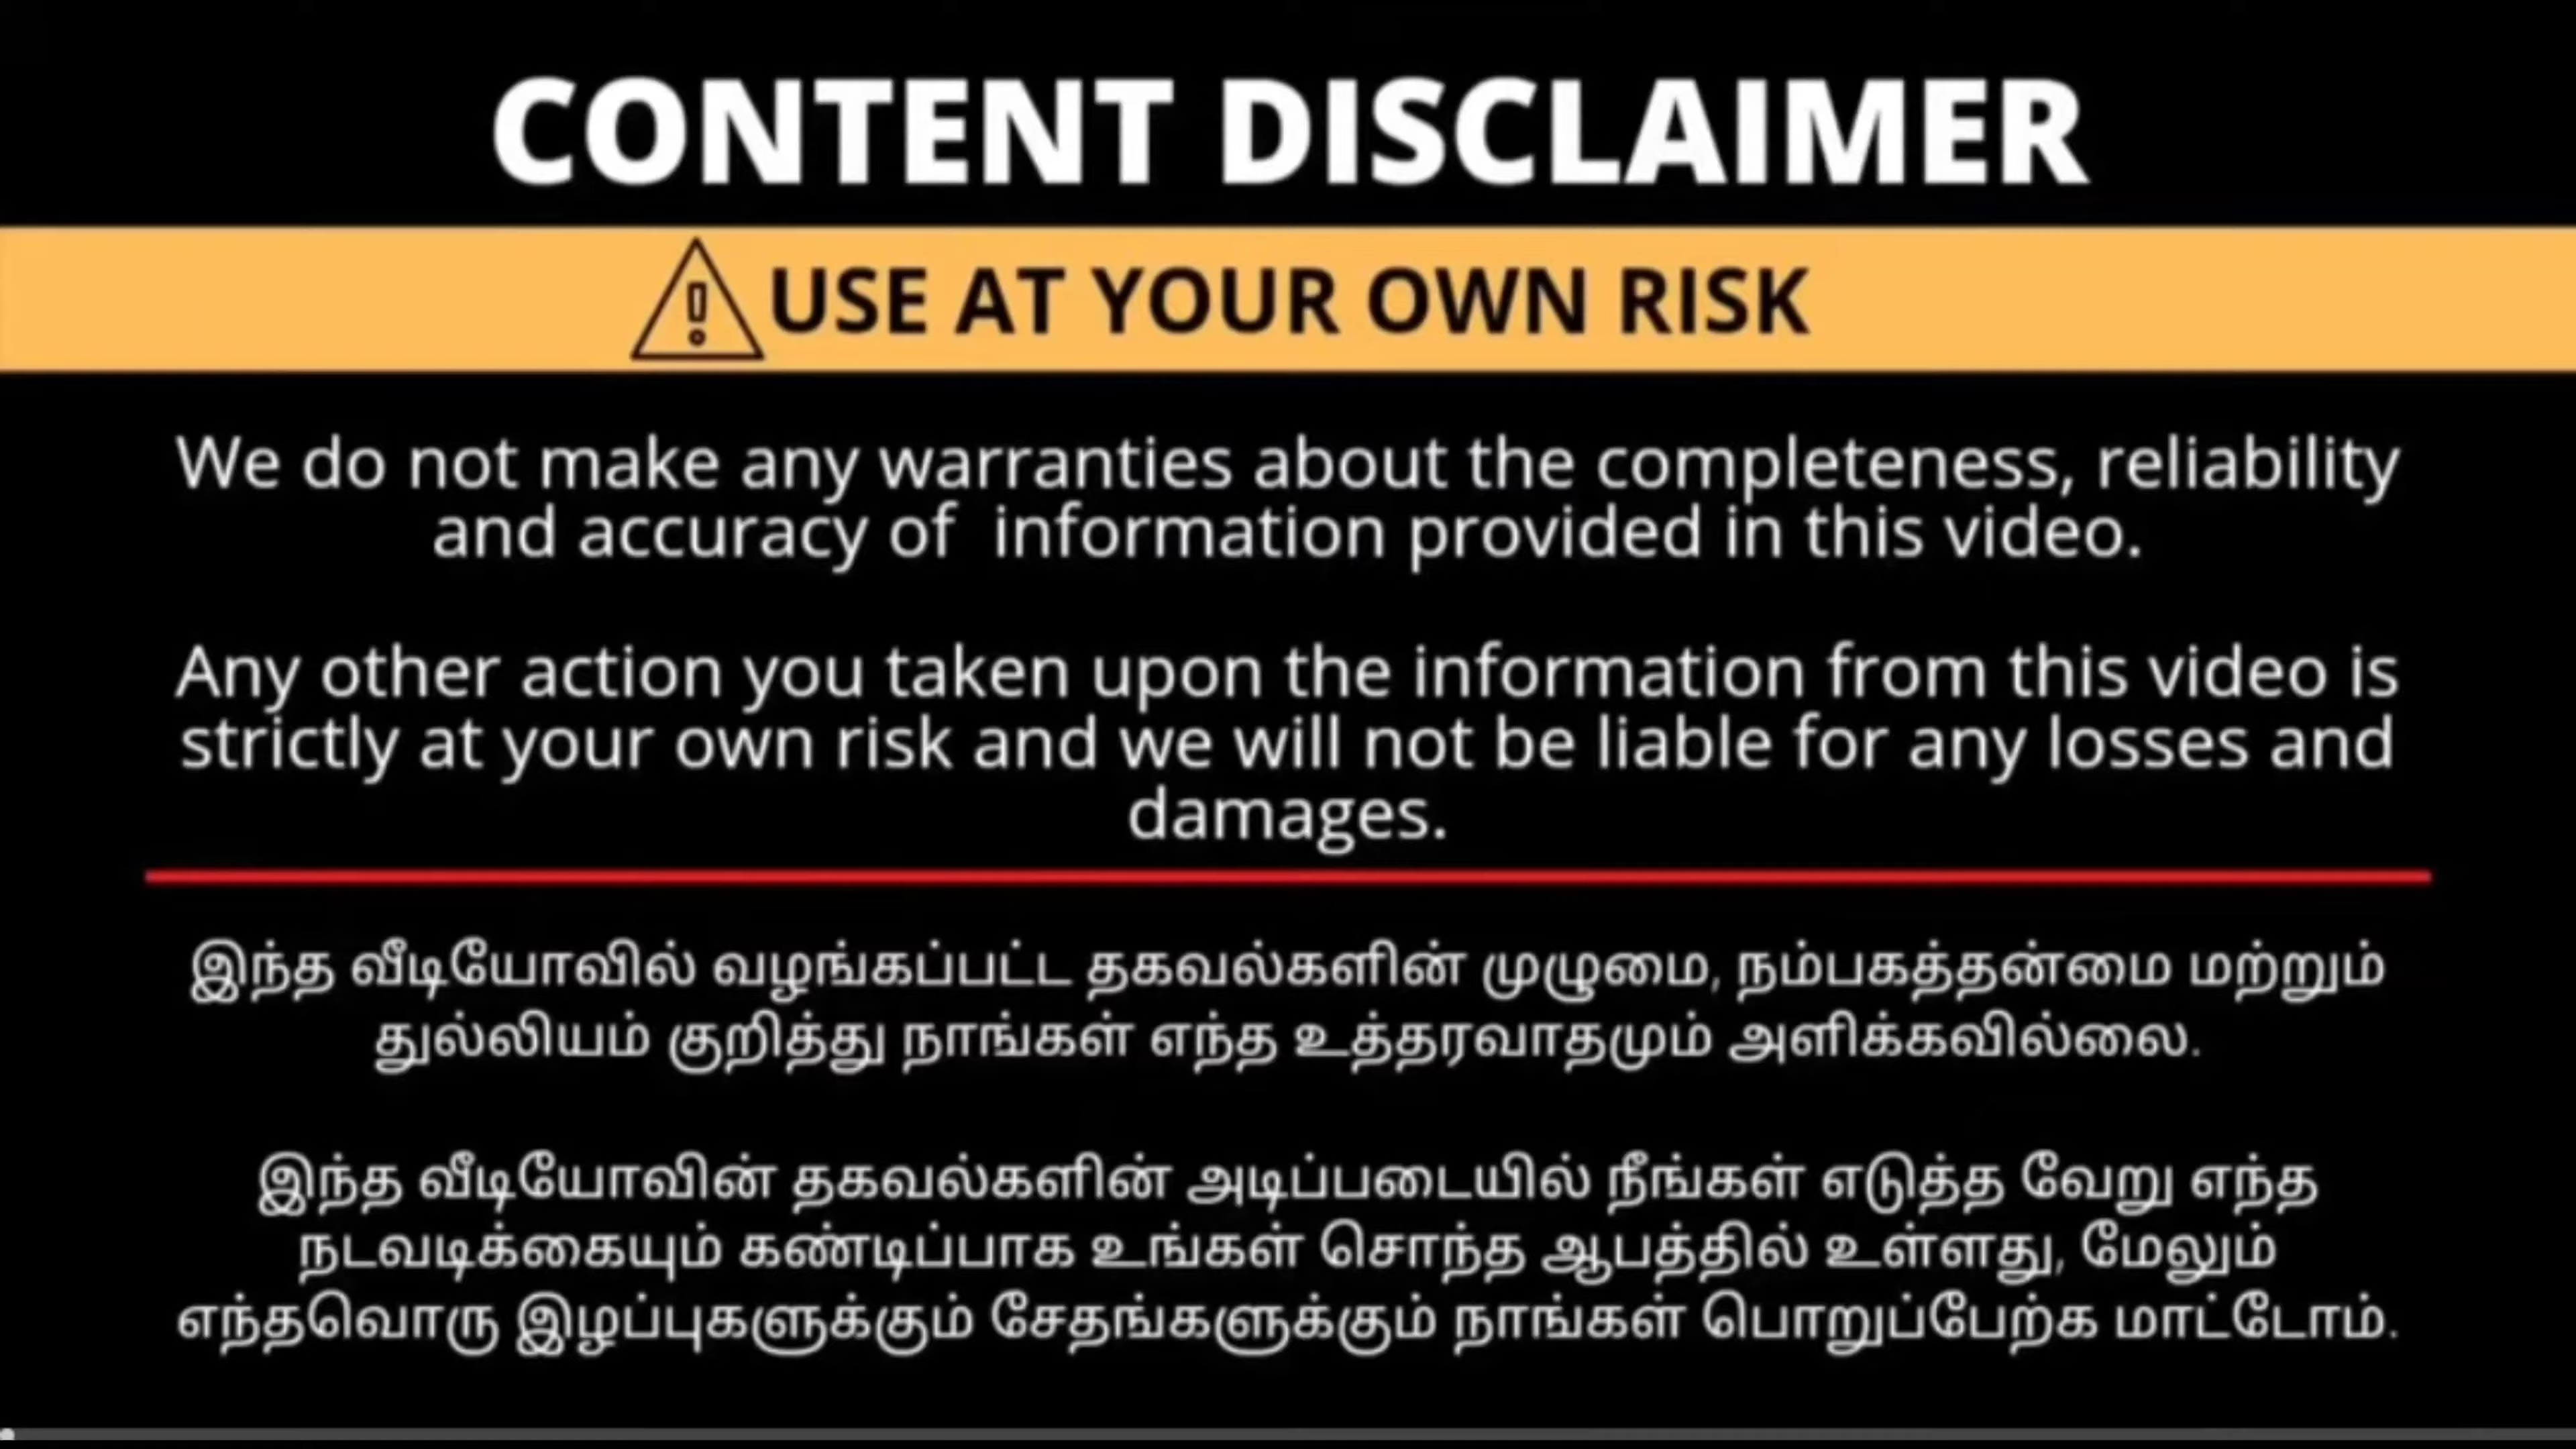 CONTENT DISCLAIMER
USE AT YOUR OWN RISK
We do not make any warranties about the completeness, reliability
and accuracy of  information provided in this video.
Any other action you taken upon the information from this video is
strictly at your own risk and we will not be liable for any losses and
damages.
இந்த வீடியோவில் வழங்கப்பட்ட தகவல்களின் முழுமை, நம்பகத்தன்மை மற்றும்
துல்லியம் குறித்து நாங்கள் எந்த உத்தரவாதமும் அளிக்கவில்லை.
இந்த வீடியோவின் தகவல்களின் அடிப்படையில் நீங்கள் எடுத்த வேறு எந்த
நடவடிக்கையும் கண்டிப்பாக உங்கள் சொந்த ஆபத்தில் உள்ளது, மேலும்
எந்தவொரு இழப்புகளுக்கும் சேதங்களுக்கும் நாங்கள் பொறுப்பேற்க மாட்டோம்.